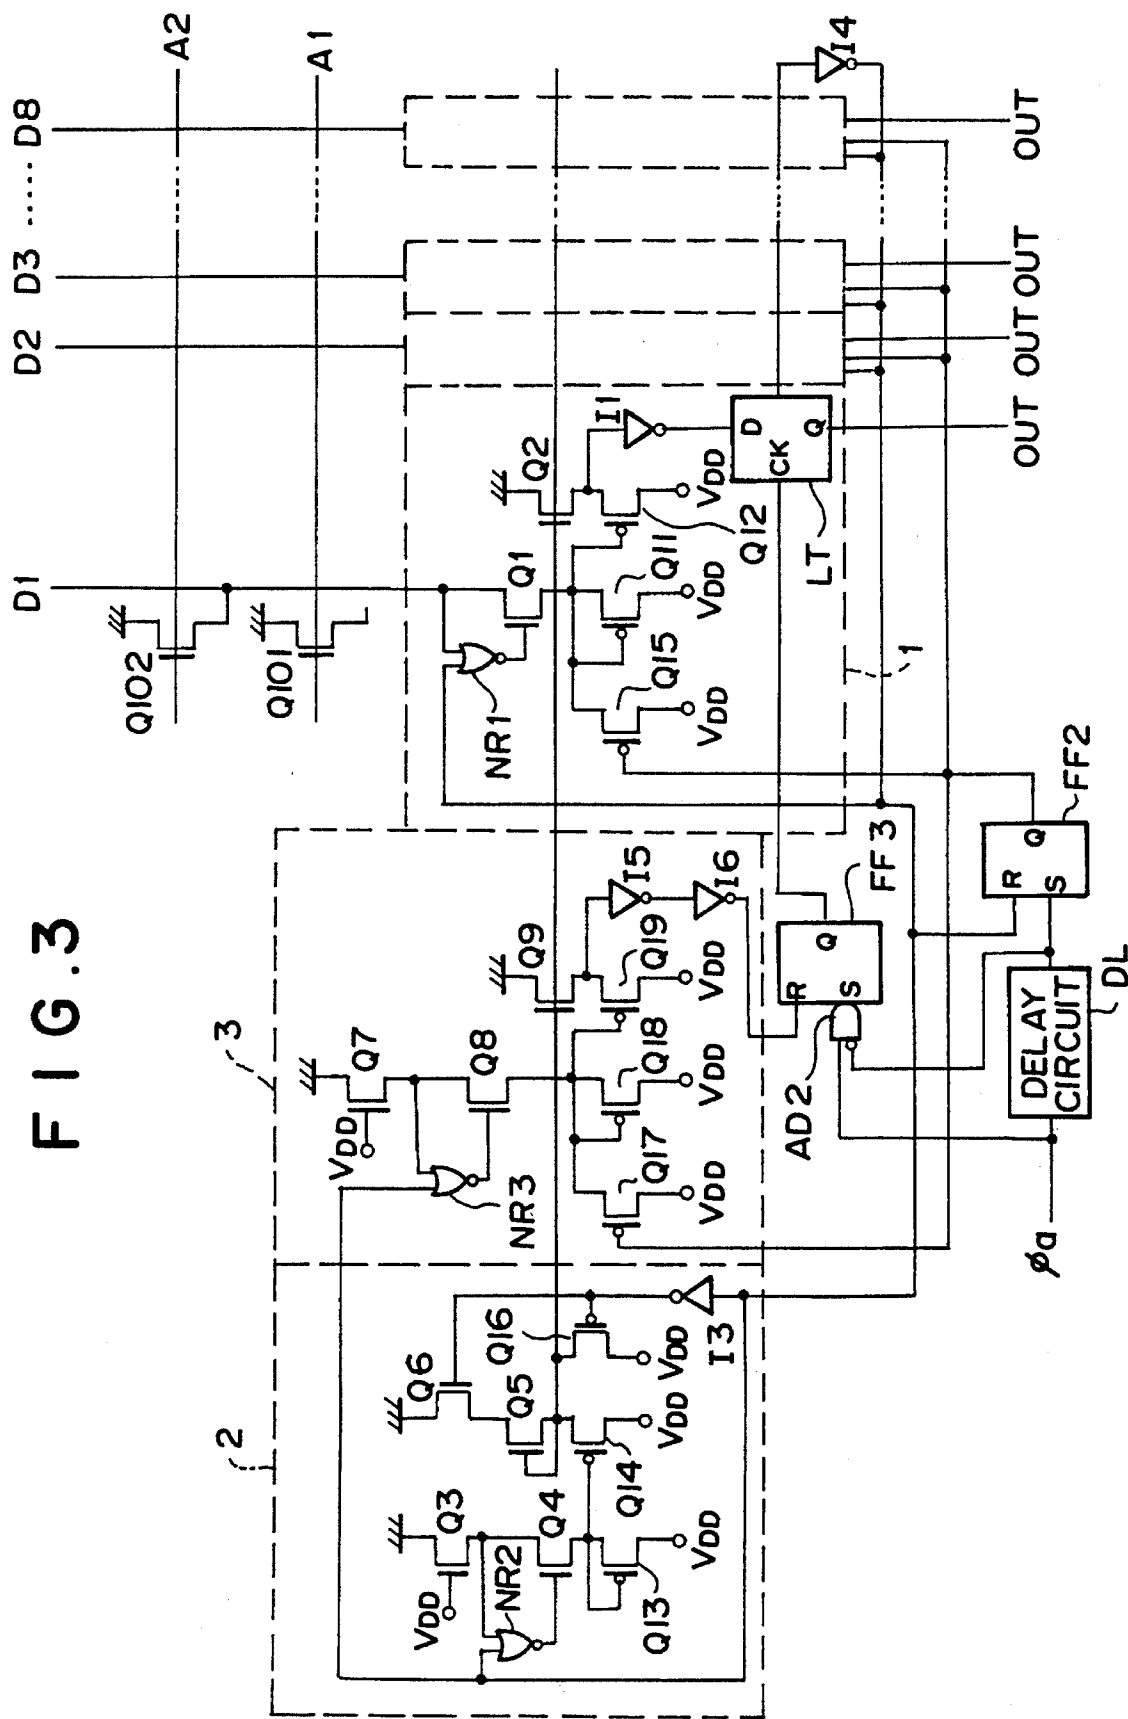 FIG.3
D1
D2
D3
......
D8
A2
A1
Q102
Q101
3
2
VDD
Q7
Q8
NR3
Q9
Q1
NR1
Q2
I1
I4
Q3
VDD
NR2
Q4
Q5
Q6
Q16
Q13
VDD
Q14
VDD
VDD
I3
Q17
VDD
Q18
VDD
Q19
VDD
I5
I6
Q15
VDD
Q11
VDD
Q12
VDD
D
CK
Q
LT
1
R
Q
S
FF3
AD2
R
Q
S
FF2
DELAY
CIRCUIT
DL
φa
OUT
OUT
OUT
OUT